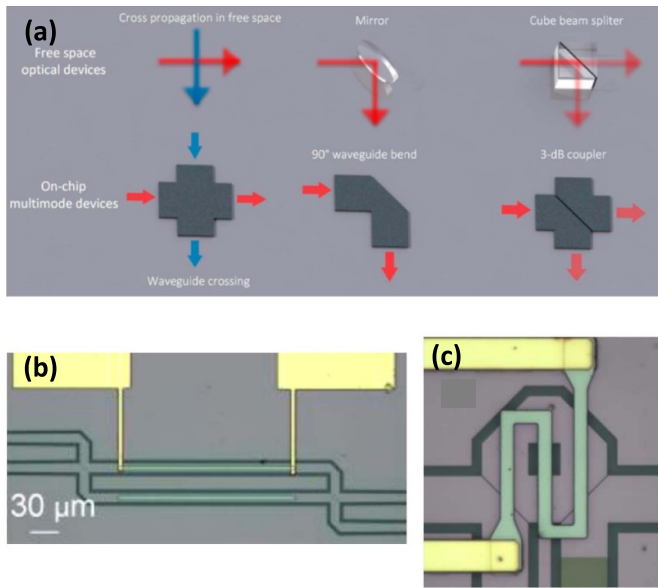 (a)
Cross propagation in free space
Mirror
Cube beam spliter
Free space
optical devices
90° waveguide bend
3-dB coupler
On-chip
multimode devices
Waveguide crossing
(b)
30 μm
(c)